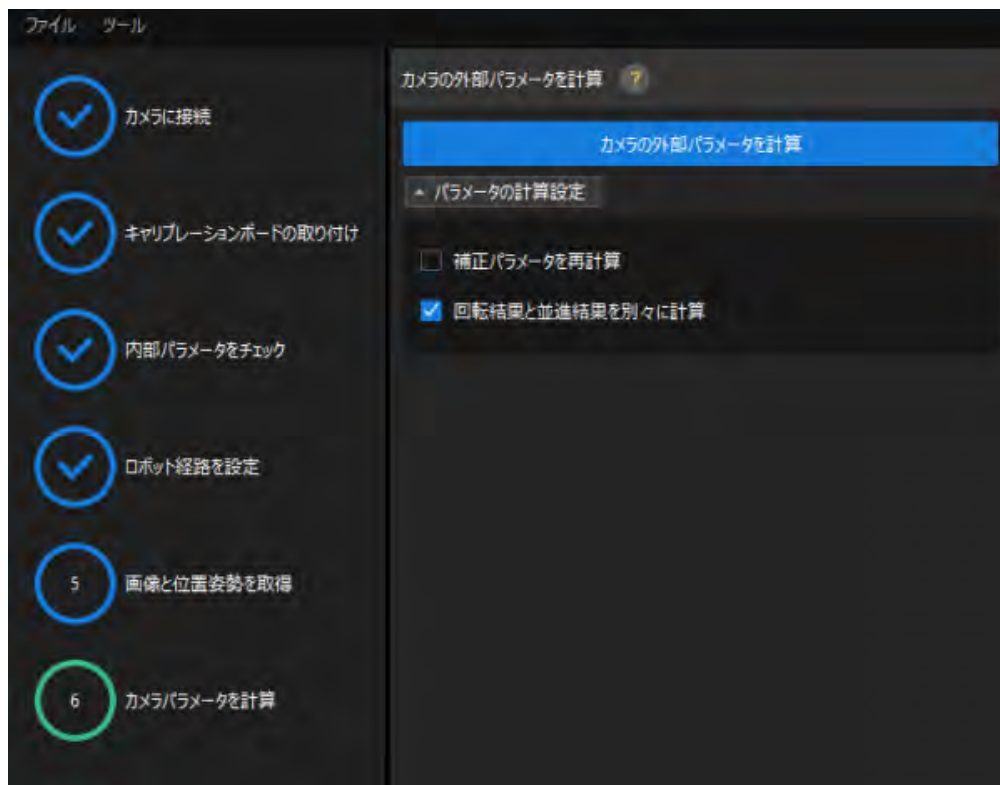 ファイル ツール
カメラに接続
キャリブレーションボードの取り付け
内部パラメータをチェック
ロボット経路を設定
5 画像と位置姿勢を取得
6 カメラパラメータを計算
カメラの外部パラメータを計算 ?
カメラの外部パラメータを計算
パラメータの計算設定
補正パラメータを再計算
回転結果と並進結果を別々に計算